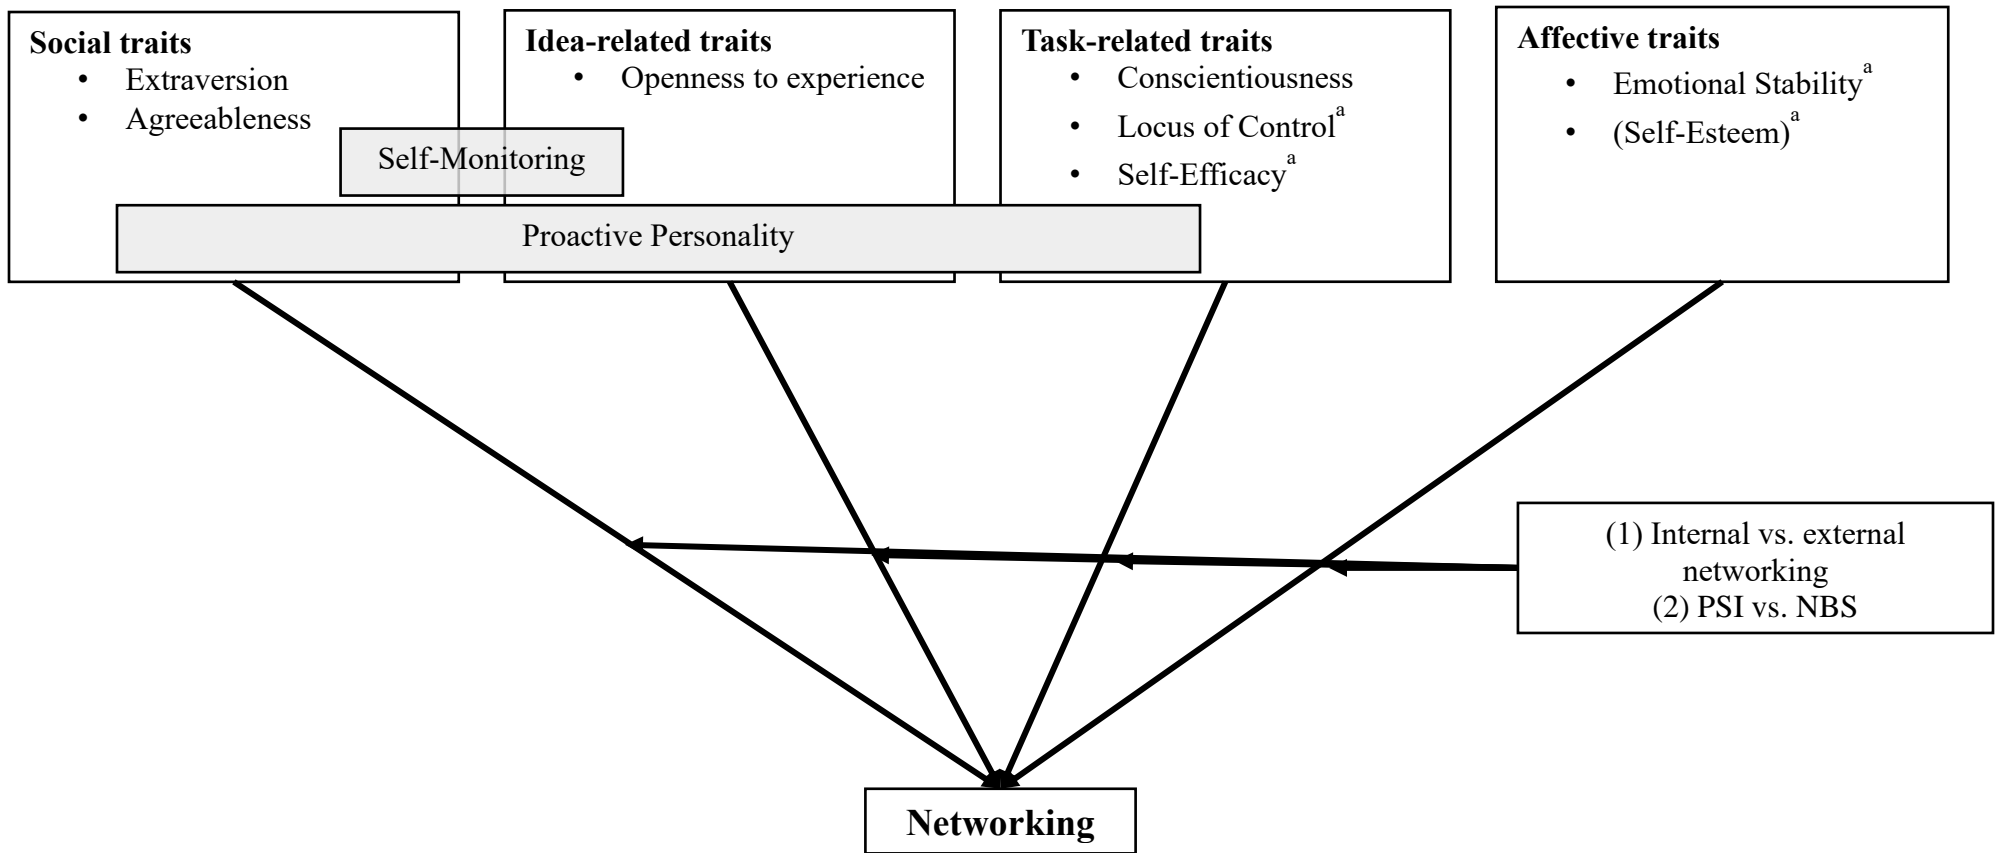 Social traits
• Extraversion
• Agreeableness
Idea-related traits
• Openness to experience
Task-related traits
• Conscientiousness
• Locus of Control^a
• Self-Efficacy^a
Affective traits
• Emotional Stability^a
• (Self-Esteem)^a
Self-Monitoring
Proactive Personality
(1) Internal vs. external
networking
(2) PSI vs. NBS
Networking